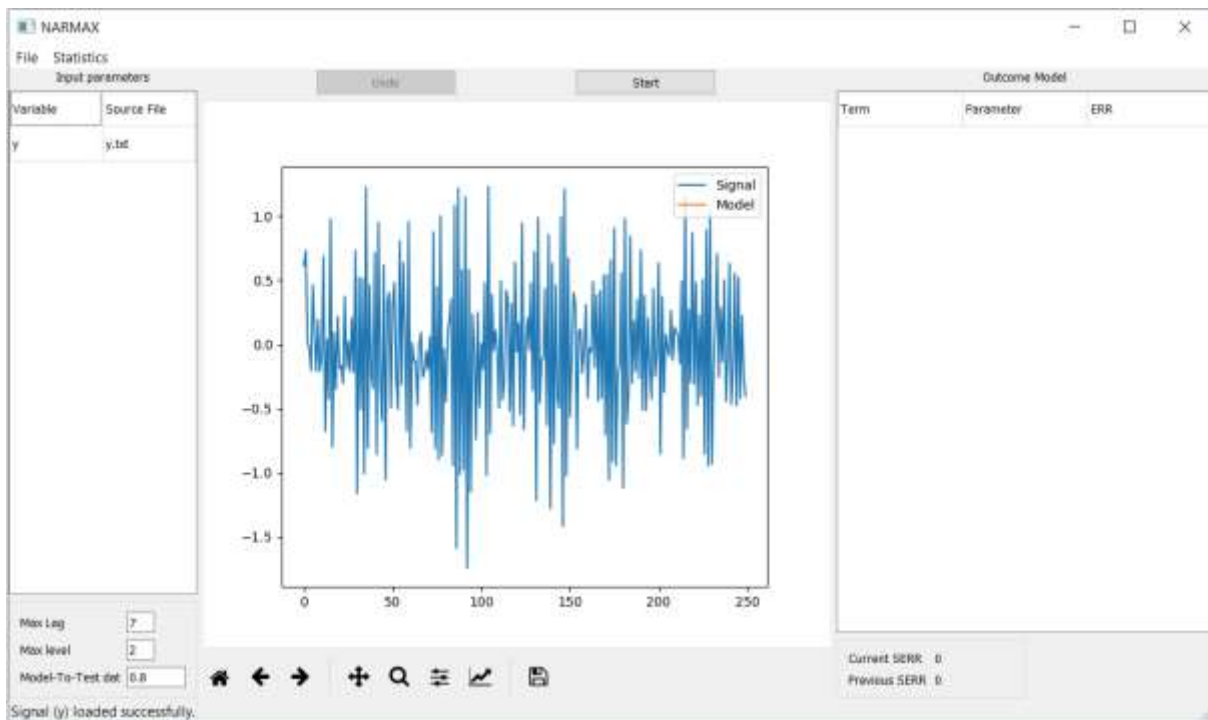 NARMAX
File Statistics
Input parameters
Undo
Start
Outcome Model
Variable Source File
y y.txt
Term Parameter ERR
Signal
Model
1.0
0.5
0.0
−0.5
−1.0
−1.5
0 50 100 150 200 250
Max Lag 7
Max level 2
Model-To-Test dat 0.8
Current SERR 0
Previous SERR 0
Signal (y) loaded successfully.